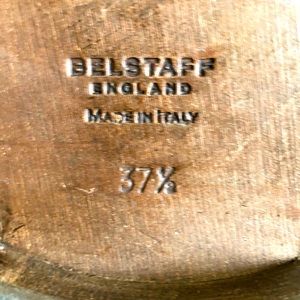 BELSTAFF
ENGLAND
MADE IN ITALY
37½